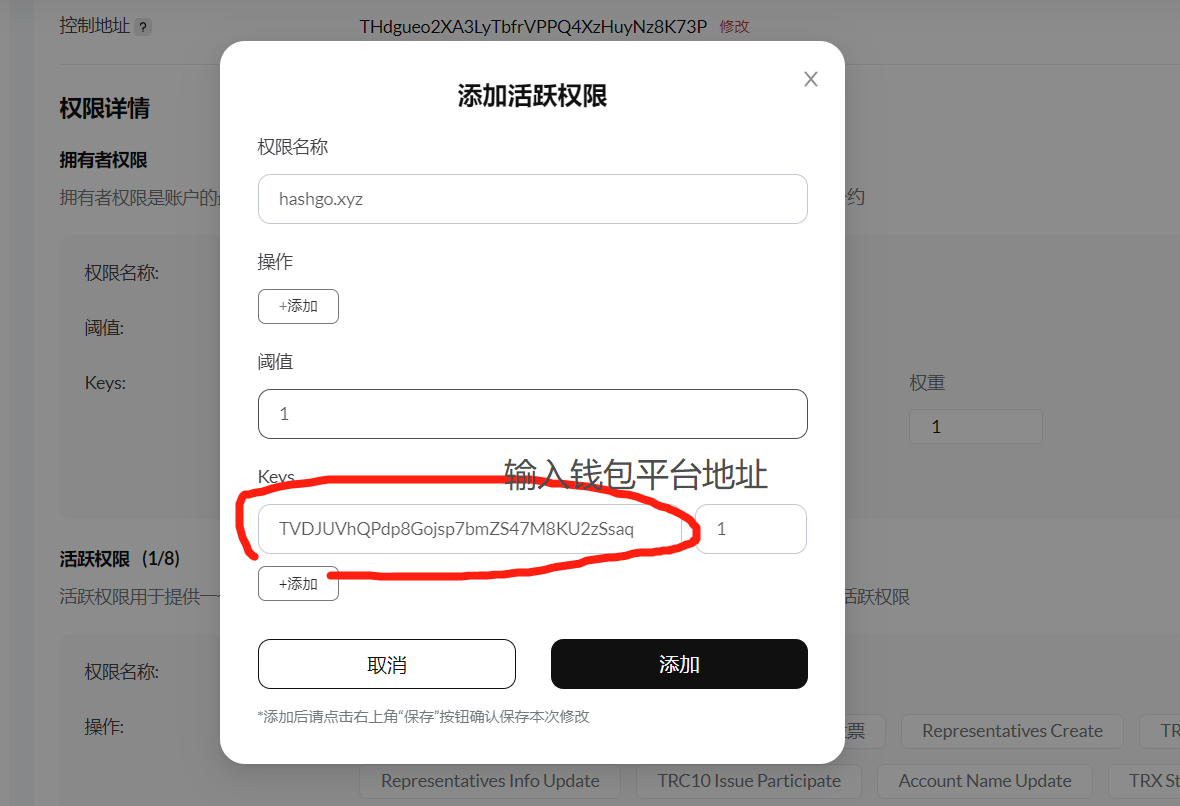 控制地址 ?
THdgueo2XA3LyTbfrVPPQ4XzHuyNz8K73P 修改
权限详情
拥有者权限
拥有者权限是账户的
约
权限名称:
阈值:
Keys:
权重
1
活跃权限 (1/8)
活跃权限用于提供一
活跃权限
权限名称:
操作:
票
Representatives Create
TR
Representatives Info Update
TRC10 Issue Participate
Account Name Update
TRX St
添加活跃权限
X
权限名称
hashgo.xyz
操作
+添加
阈值
1
Keys
输入钱包平台地址
TVDJUVhQPdp8Gojsp7bmZS47M8KU2zSsaq
1
+添加
取消
添加
*添加后请点击右上角“保存”按钮确认保存本次修改